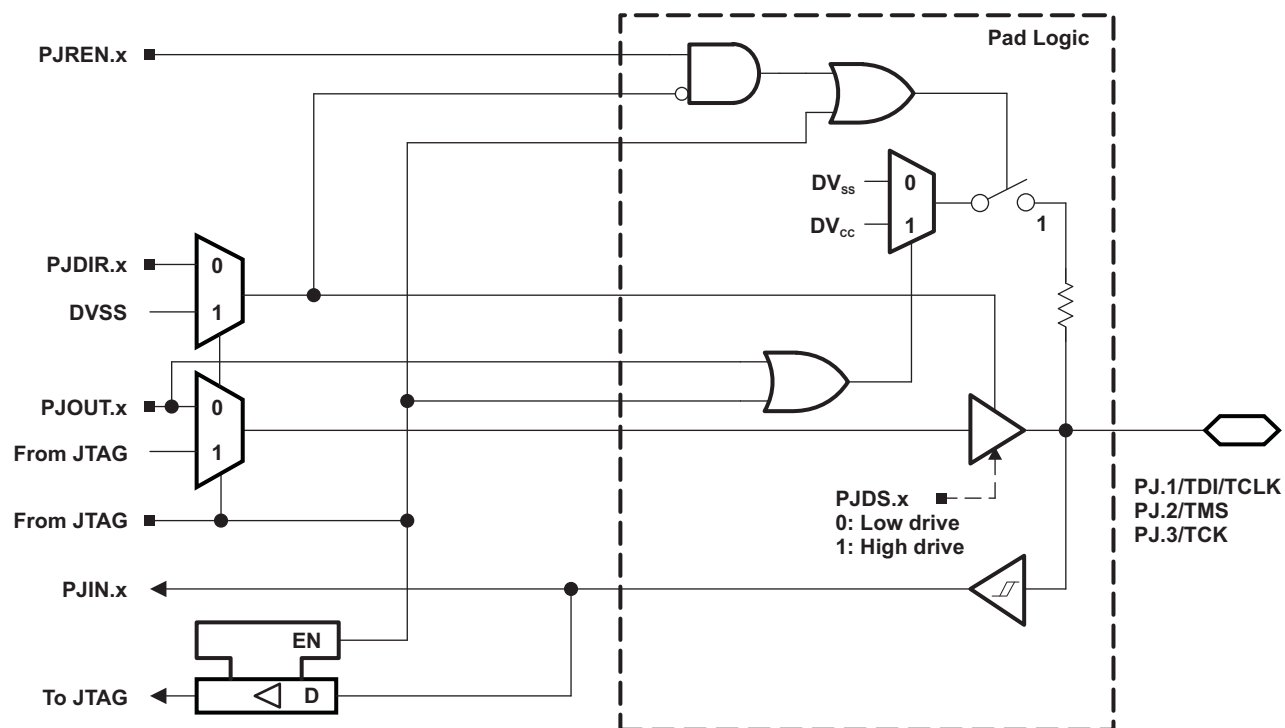 Pad Logic
PJREN.x
DVss
0
DVcc
1
1
PJDIR.x
0
DVSS
1
PJOUT.x
0
From JTAG
1
From JTAG
PJDS.x
0: Low drive
1: High drive
PJ.1/TDI/TCLK
PJ.2/TMS
PJ.3/TCK
PJIN.x
EN
To JTAG
D